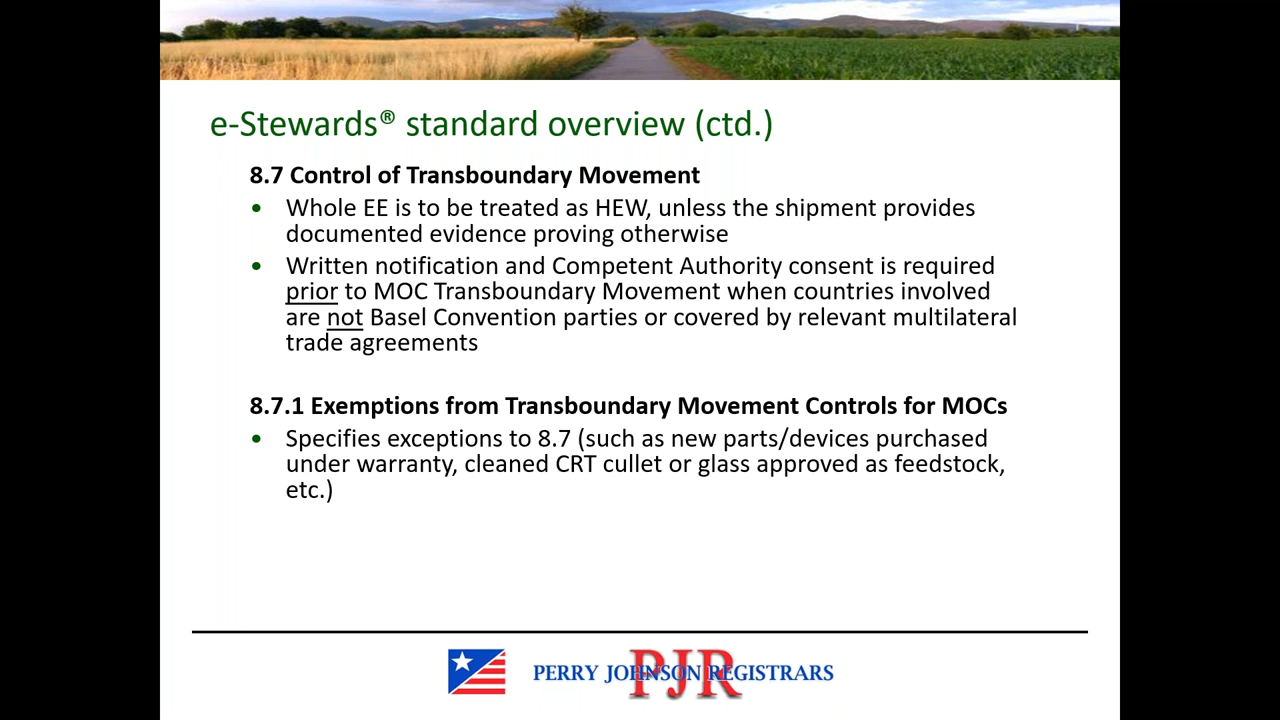 e-Stewards® standard overview (ctd.)
8.7 Control of Transboundary Movement
• Whole EE is to be treated as HEW, unless the shipment provides
documented evidence proving otherwise
• Written notification and Competent Authority consent is required
prior to MOC Transboundary Movement when countries involved
are not Basel Convention parties or covered by relevant multilateral
trade agreements
8.7.1 Exemptions from Transboundary Movement Controls for MOCs
• Specifies exceptions to 8.7 (such as new parts/devices purchased
under warranty, cleaned CRT cullet or glass approved as feedstock,
etc.)
PJR
PERRY JOHNSON REGISTRARS